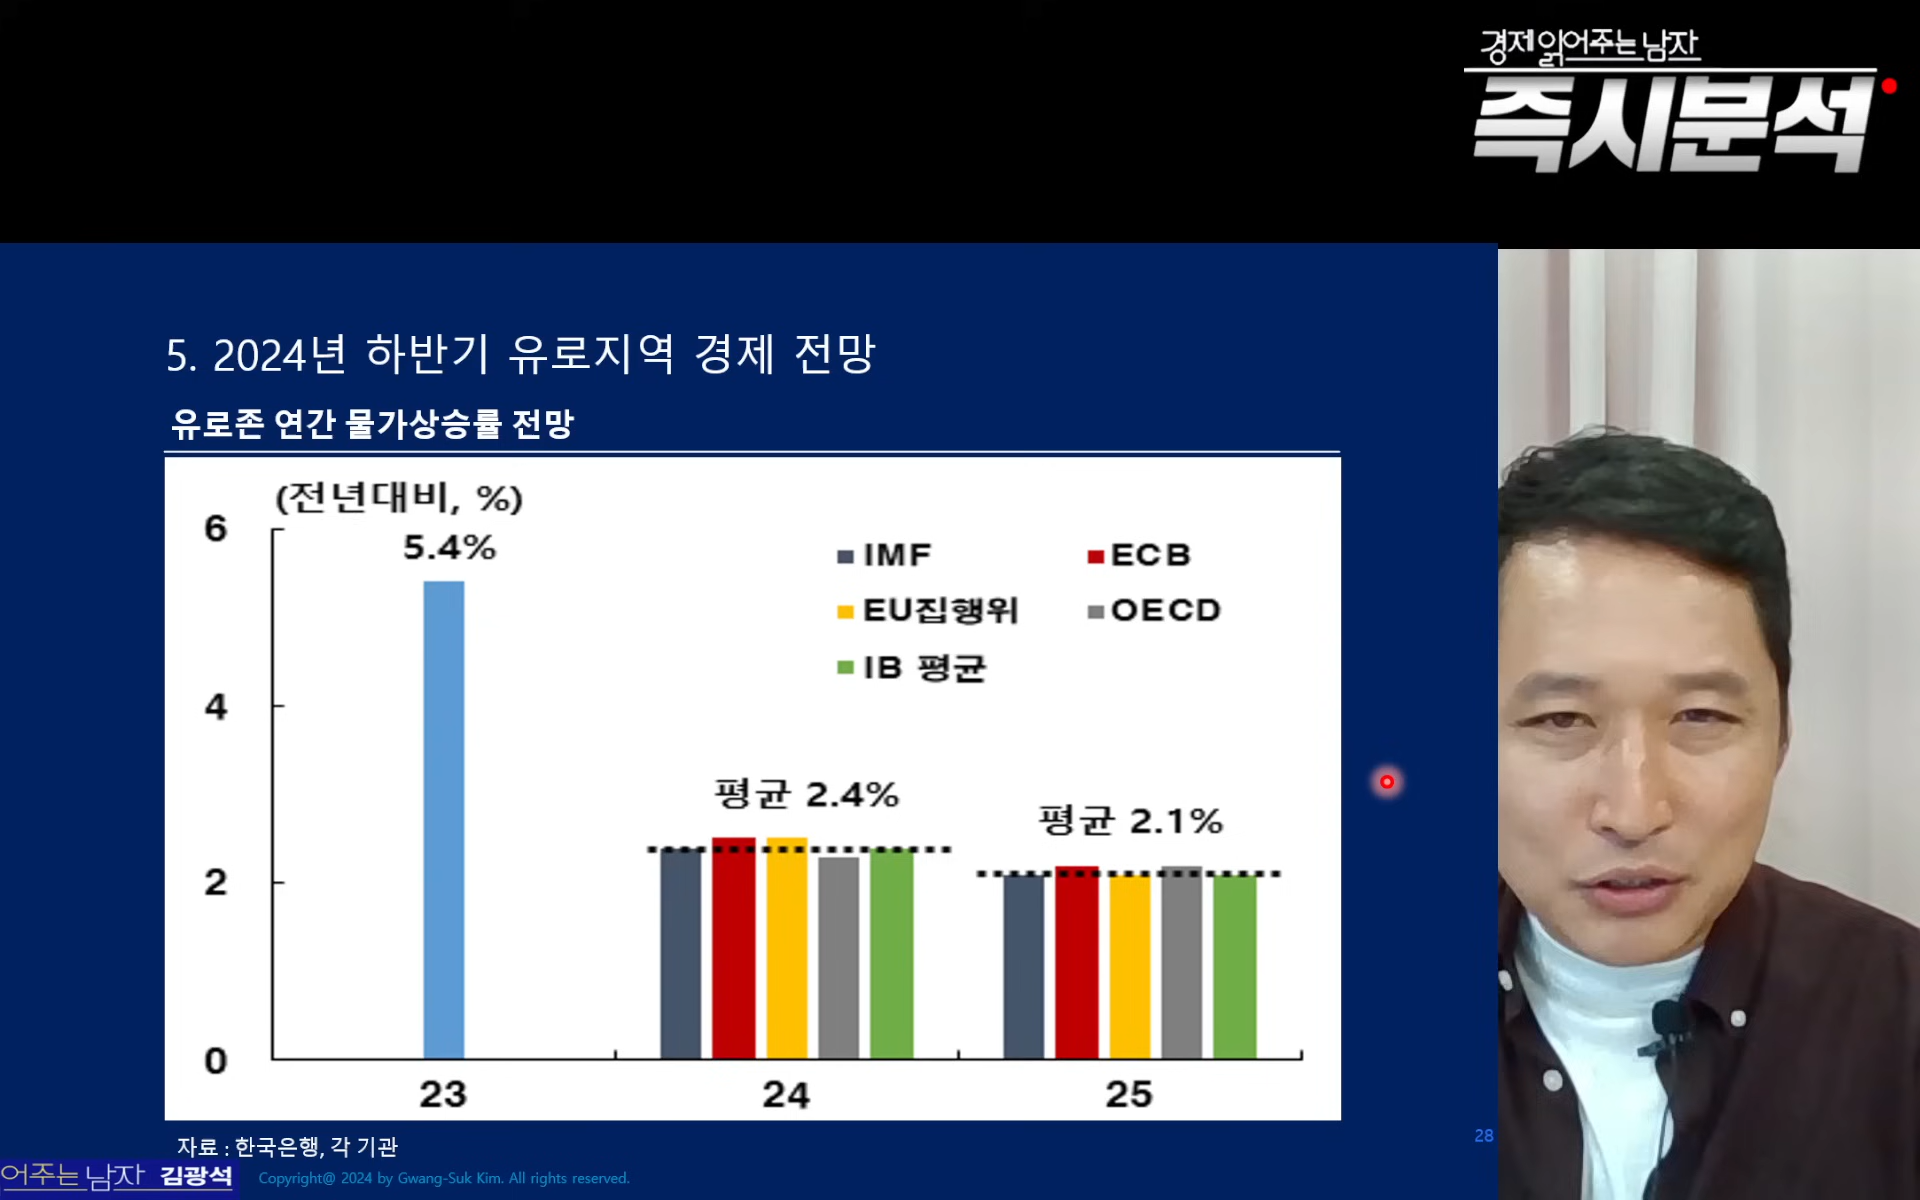 경제읽어주는남자
즉시분석
5. 2024년 하반기 유로지역 경제 전망
유로존 연간 물가상승률 전망
(전년대비, %)
6
5.4%
IMF
ECB
EU집행위
OECD
IB 평균
4
평균 2.4%
평균 2.1%
2
0
23
24
25
자료 : 한국은행, 각 기관
28
어주는남자 김광석
Copyright@ 2024 by Gwang-Suk Kim. All rights reserved.